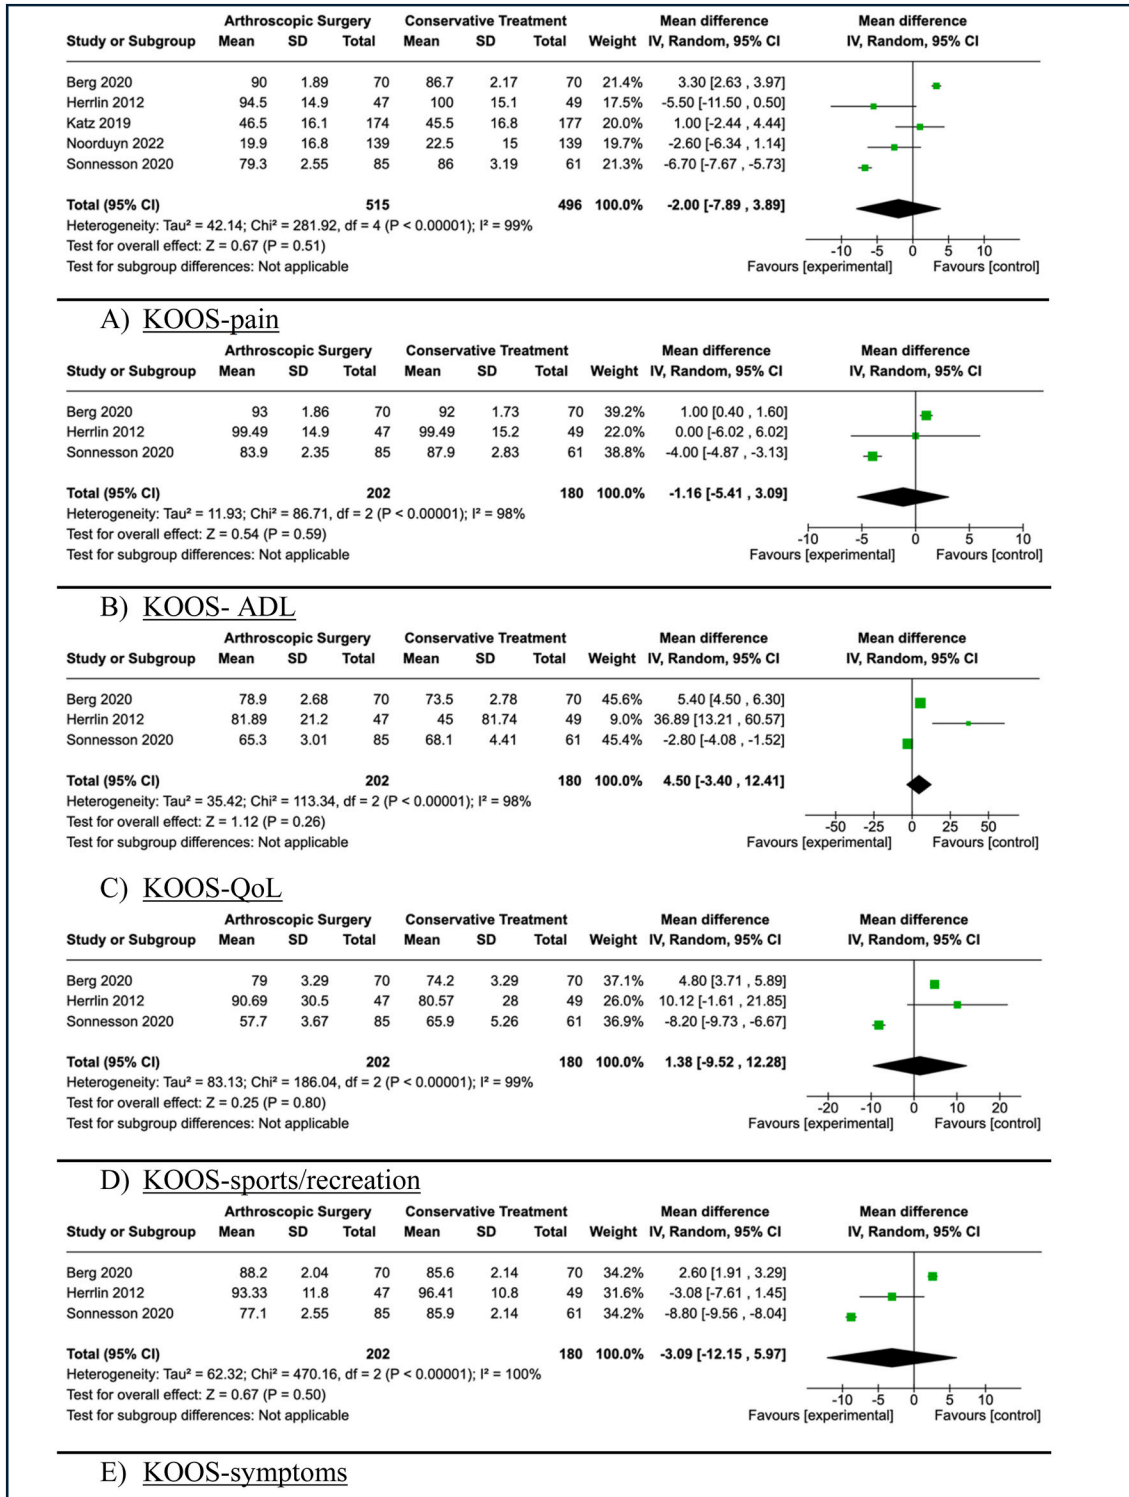 Arthroscopic Surgery Conservative Treatment Mean difference Mean difference
Study or Subgroup Mean SD Total Mean SD Total Weight IV, Random, 95% CI IV, Random, 95% CI
Berg 2020 90 1.89 70 86.7 2.17 70 21.4% 3.30 [2.63 , 3.97]
Herrlin 2012 94.5 14.9 47 100 15.1 49 17.5% -5.50 [-11.50 , 0.50]
Katz 2019 46.5 16.1 174 45.5 16.8 177 20.0% 1.00 [-2.44 , 4.44]
Noorduyn 2022 19.9 16.8 139 22.5 15 139 19.7% -2.60 [-6.34 , 1.14]
Sonnesson 2020 79.3 2.55 85 86 3.19 61 21.3% -6.70 [-7.67 , -5.73]
Total (95% CI) 515 496 100.0% -2.00 [-7.89 , 3.89]
Heterogeneity: Tau² = 42.14; Chi² = 281.92, df = 4 (P < 0.00001); I² = 99%
Test for overall effect: Z = 0.67 (P = 0.51) -10 -5 0 5 10
Test for subgroup differences: Not applicable Favours [experimental] Favours [control]
A) KOOS-pain
Arthroscopic Surgery Conservative Treatment Mean difference Mean difference
Study or Subgroup Mean SD Total Mean SD Total Weight IV, Random, 95% CI IV, Random, 95% CI
Berg 2020 93 1.86 70 92 1.73 70 39.2% 1.00 [0.40 , 1.60]
Herrlin 2012 99.49 14.9 47 99.49 15.2 49 22.0% 0.00 [-6.02 , 6.02]
Sonnesson 2020 83.9 2.35 85 87.9 2.83 61 38.8% -4.00 [-4.87 , -3.13]
Total (95% CI) 202 180 100.0% -1.16 [-5.41 , 3.09]
Heterogeneity: Tau² = 11.93; Chi² = 86.71, df = 2 (P < 0.00001); I² = 98%
Test for overall effect: Z = 0.54 (P = 0.59) -10 -5 0 5 10
Test for subgroup differences: Not applicable Favours [experimental] Favours [control]
B) KOOS- ADL
Arthroscopic Surgery Conservative Treatment Mean difference Mean difference
Study or Subgroup Mean SD Total Mean SD Total Weight IV, Random, 95% CI IV, Random, 95% CI
Berg 2020 78.9 2.68 70 73.5 2.78 70 45.6% 5.40 [4.50 , 6.30]
Herrlin 2012 81.89 21.2 47 45 81.74 49 9.0% 36.89 [13.21 , 60.57]
Sonnesson 2020 65.3 3.01 85 68.1 4.41 61 45.4% -2.80 [-4.08 , -1.52]
Total (95% CI) 202 180 100.0% 4.50 [-3.40 , 12.41]
Heterogeneity: Tau² = 35.42; Chi² = 113.34, df = 2 (P < 0.00001); I² = 98%
Test for overall effect: Z = 1.12 (P = 0.26) -50 -25 0 25 50
Test for subgroup differences: Not applicable Favours [experimental] Favours [control]
C) KOOS-QoL
Arthroscopic Surgery Conservative Treatment Mean difference Mean difference
Study or Subgroup Mean SD Total Mean SD Total Weight IV, Random, 95% CI IV, Random, 95% CI
Berg 2020 79 3.29 70 74.2 3.29 70 37.1% 4.80 [3.71 , 5.89]
Herrlin 2012 90.69 30.5 47 80.57 28 49 26.0% 10.12 [-1.61 , 21.85]
Sonnesson 2020 57.7 3.67 85 65.9 5.26 61 36.9% -8.20 [-9.73 , -6.67]
Total (95% CI) 202 180 100.0% 1.38 [-9.52 , 12.28]
Heterogeneity: Tau² = 83.13; Chi² = 186.04, df = 2 (P < 0.00001); I² = 99%
Test for overall effect: Z = 0.25 (P = 0.80) -20 -10 0 10 20
Test for subgroup differences: Not applicable Favours [experimental] Favours [control]
D) KOOS-sports/recreation
Arthroscopic Surgery Conservative Treatment Mean difference Mean difference
Study or Subgroup Mean SD Total Mean SD Total Weight IV, Random, 95% CI IV, Random, 95% CI
Berg 2020 88.2 2.04 70 85.6 2.14 70 34.2% 2.60 [1.91 , 3.29]
Herrlin 2012 93.33 11.8 47 96.41 10.8 49 31.6% -3.08 [-7.61 , 1.45]
Sonnesson 2020 77.1 2.55 85 85.9 2.14 61 34.2% -8.80 [-9.56 , -8.04]
Total (95% CI) 202 180 100.0% -3.09 [-12.15 , 5.97]
Heterogeneity: Tau² = 62.32; Chi² = 470.16, df = 2 (P < 0.00001); I² = 100%
Test for overall effect: Z = 0.67 (P = 0.50) -10 -5 0 5 10
Test for subgroup differences: Not applicable Favours [experimental] Favours [control]
E) KOOS-symptoms